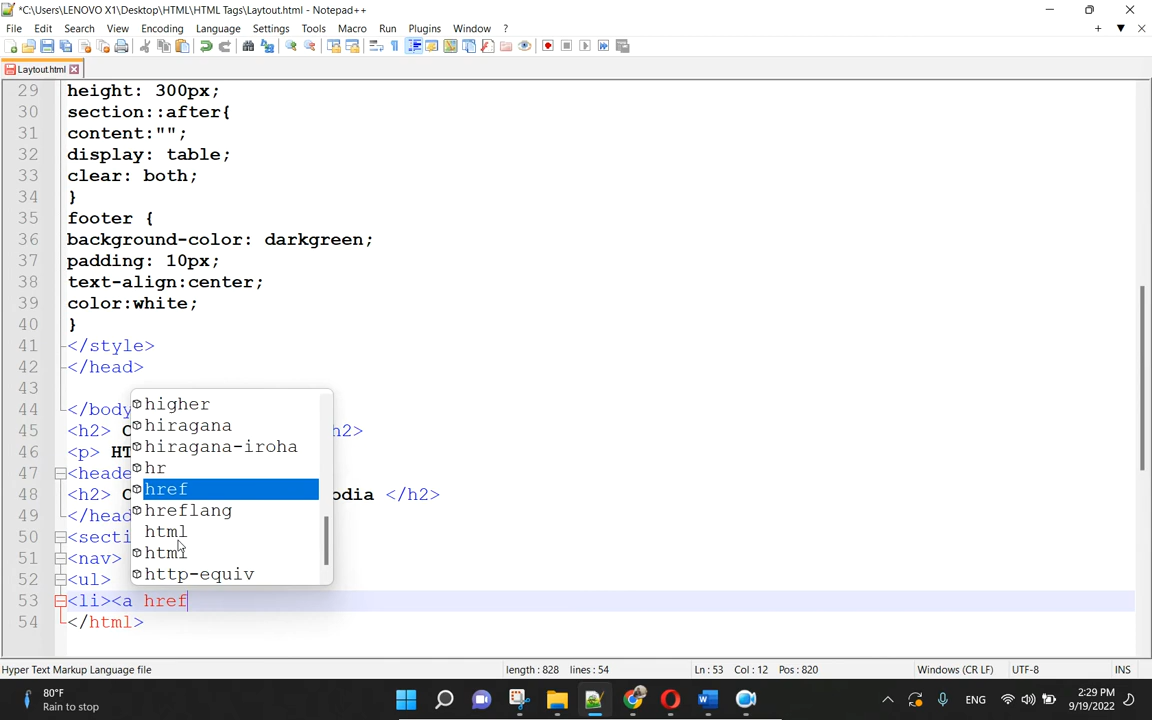 *C:\Users\LENOVO X1\Desktop\HTML\HTML Tags\Laytout.html - Notepad++
File Edit Search View Encoding Language Settings Tools Macro Run Plugins Window ?
Laytout.html
29 height: 300px;
30 section::after{
31 content:"";
32 display: table;
33 clear: both;
34 }
35 footer {
36 background-color: darkgreen;
37 padding: 10px;
38 text-align:center;
39 color:white;
40 }
41 </style>
42 </head>
43
44 </body
45 <h2> C h2>
46 <p> HT
47 <heade
48 <h2> C odia </h2>
49 </head
50 <secti
51 <nav>
52 <ul>
53 <li><a href
54 </html>
higher
hiragana
hiragana-iroha
hr
href
hreflang
html
html
http-equiv
Hyper Text Markup Language file length : 828 lines : 54 Ln : 53 Col : 12 Pos : 820 Windows (CR LF) UTF-8 INS
80°F
Rain to stop
ENG
2:29 PM
9/19/2022